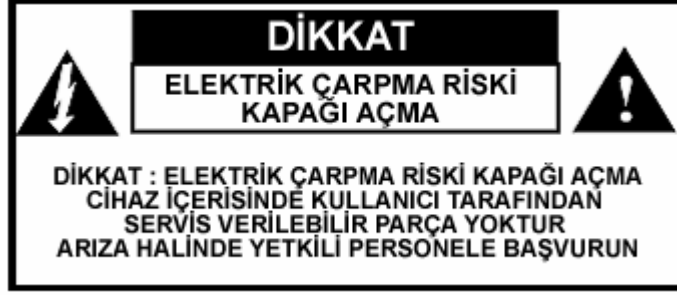 DİKKAT
ELEKTRİK ÇARPMA RİSKİ
KAPAĞI AÇMA
DİKKAT : ELEKTRİK ÇARPMA RİSKİ KAPAĞI AÇMA
CİHAZ İÇERİSİNDE KULLANICI TARAFINDAN
SERVİS VERİLEBİLİR PARÇA YOKTUR
ARIZA HALİNDE YETKİLİ PERSONELE BAŞVURUN